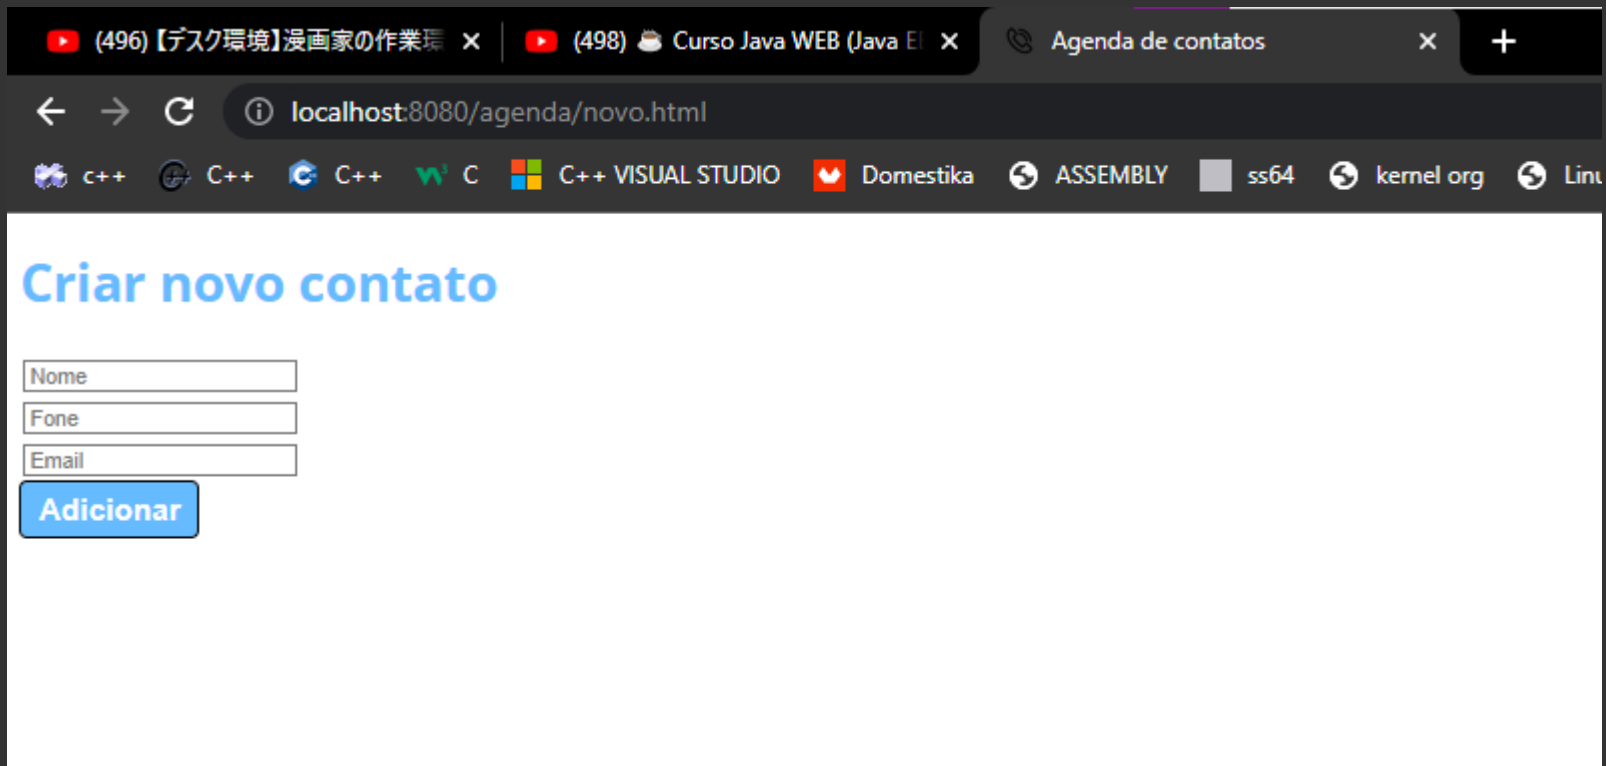 (496)【デスク環境】漫画家の作業環 (498) ☕ Curso Java WEB (Java E Agenda de contatos
localhost:8080/agenda/novo.html
c++ C++ C++ C C++ VISUAL STUDIO Domestika ASSEMBLY ss64 kernel org Linu
Criar novo contato
Nome
Fone
Email
Adicionar